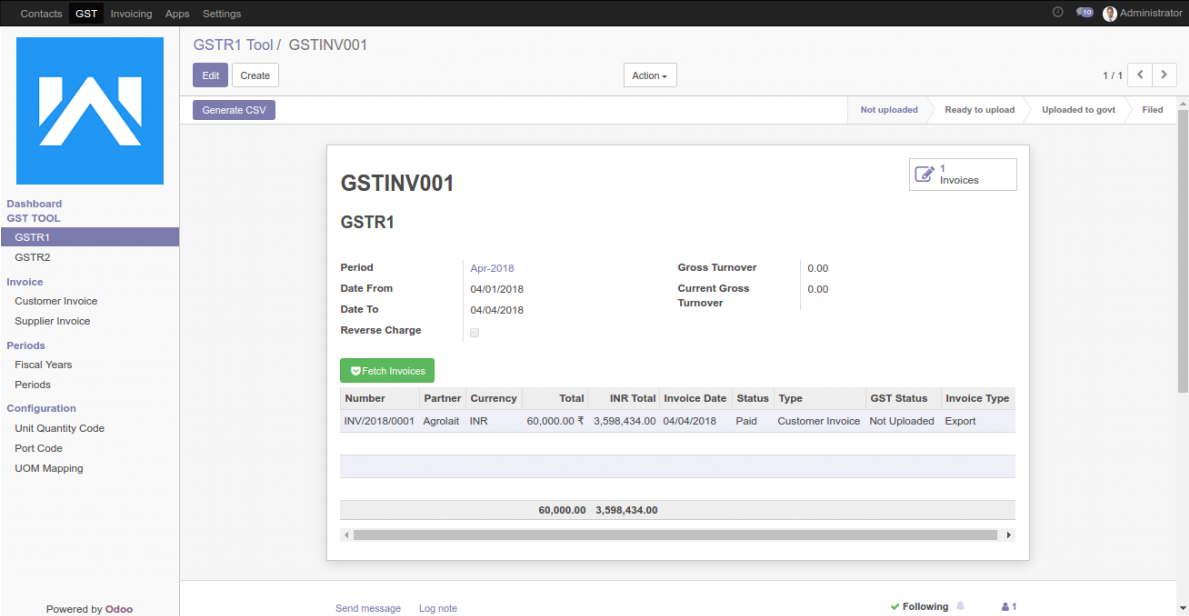 Contacts GST Invoicing Apps Settings 10 Administrator
GSTR1 Tool / GSTINV001
Edit Create Action 1 / 1
Generate CSV Not uploaded Ready to upload Uploaded to govt Filed
Dashboard
GST TOOL
GSTR1
GSTR2
Invoice
Customer Invoice
Supplier Invoice
Periods
Fiscal Years
Periods
Configuration
Unit Quantity Code
Port Code
UOM Mapping
Powered by Odoo
1
Invoices
GSTINV001
GSTR1
Period Apr-2018
Date From 04/01/2018
Date To 04/04/2018
Reverse Charge
Gross Turnover 0.00
Current Gross Turnover 0.00
Fetch Invoices
Number Partner Currency Total INR Total Invoice Date Status Type GST Status Invoice Type
INV/2018/0001 Agrolait INR 60,000.00 ₹ 3,598,434.00 04/04/2018 Paid Customer Invoice Not Uploaded Export
60,000.00 3,598,434.00
Send message Log note Following 1